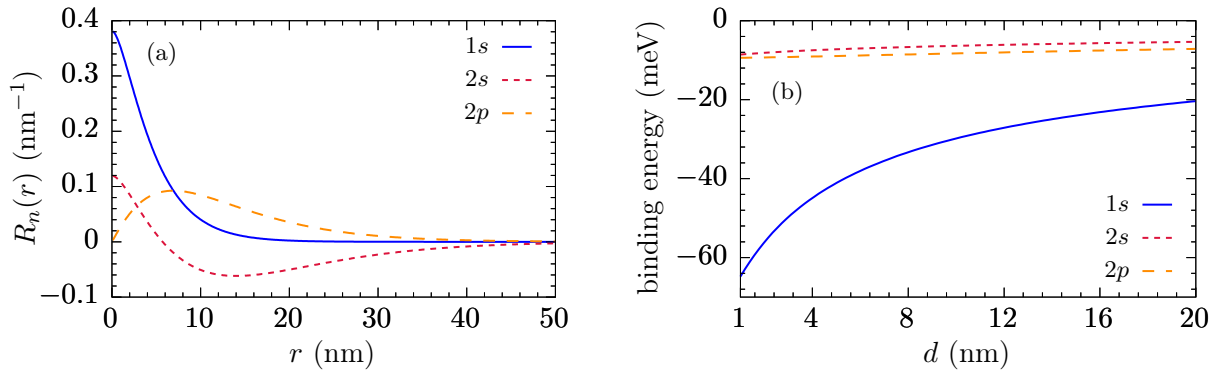 (a)
1s
2s
2p
0.4
0.3
0.2
0.1
0
−0.1
0 10 20 30 40 50
r (nm)
R_n(r) (nm⁻¹)
(b)
1s
2s
2p
0
−20
−40
−60
1 4 8 12 16 20
d (nm)
binding energy (meV)